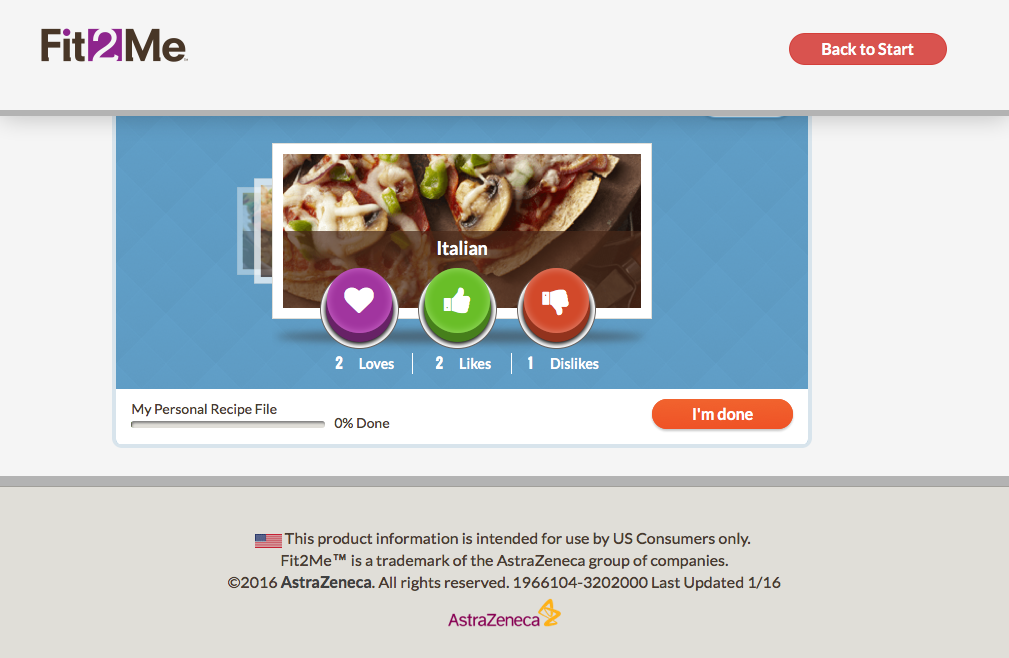 Fit2Me™
Back to Start
Italian
2 Loves
2 Likes
1 Dislikes
My Personal Recipe File
0% Done
I'm done
This product information is intended for use by US Consumers only.
Fit2Me™ is a trademark of the AstraZeneca group of companies.
©2016 AstraZeneca. All rights reserved. 1966104-3202000 Last Updated 1/16
AstraZeneca